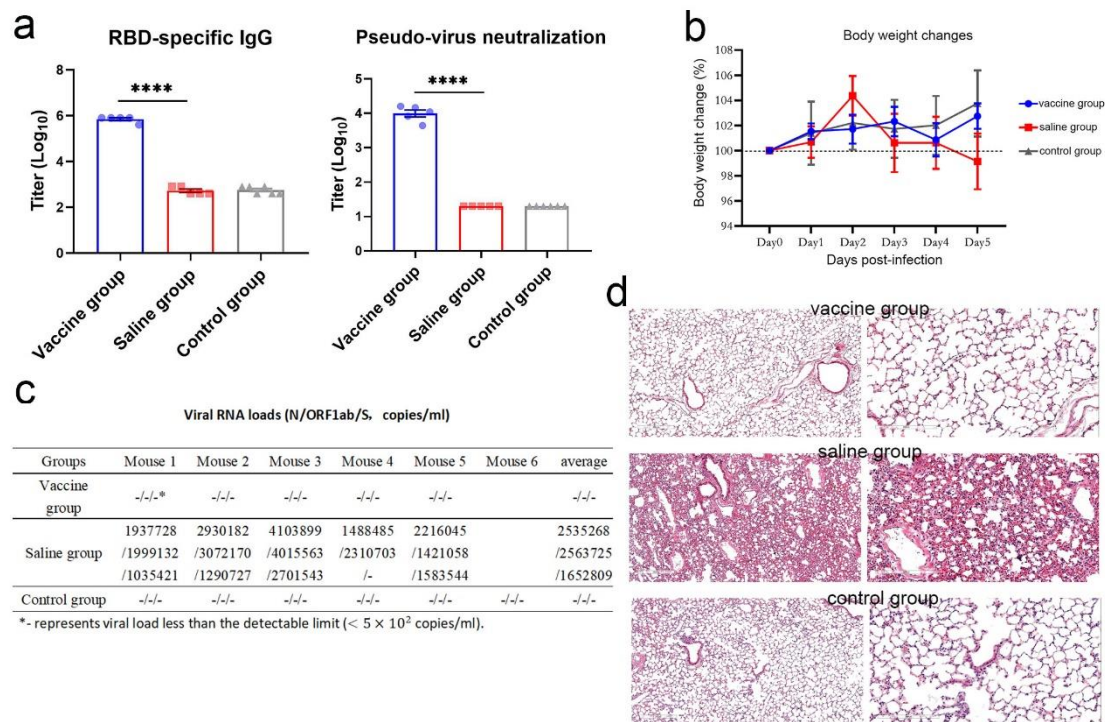 a
RBD-specific IgG
Titer (Log10)
8
6
4
2
0
****
Vaccine group
Saline group
Control group
Pseudo-virus neutralization
Titer (Log10)
5
4
3
2
1
0
****
Vaccine group
Saline group
Control group
b
Body weight changes
Body weight change (%)
108
106
104
102
100
98
96
94
Day0 Day1 Day2 Day3 Day4 Day5
Days post-infection
vaccine group
saline group
control group
c
Viral RNA loads (N/ORF1ab/S, copies/ml)
Groups Mouse 1 Mouse 2 Mouse 3 Mouse 4 Mouse 5 Mouse 6 average
Vaccine group -/-/-* -/-/- -/-/- -/-/- -/-/- -/-/-
Saline group
1937728 2930182 4103899 1488485 2216045 2535268
/1999132 /3072170 /4015563 /2310703 /1421058 /2563725
/1035421 /1290727 /2701543 /- /1583544 /1652809
Control group -/-/- -/-/- -/-/- -/-/- -/-/- -/-/- -/-/-
*- represents viral load less than the detectable limit (< 5 × 10² copies/ml).
d
vaccine group
saline group
control group